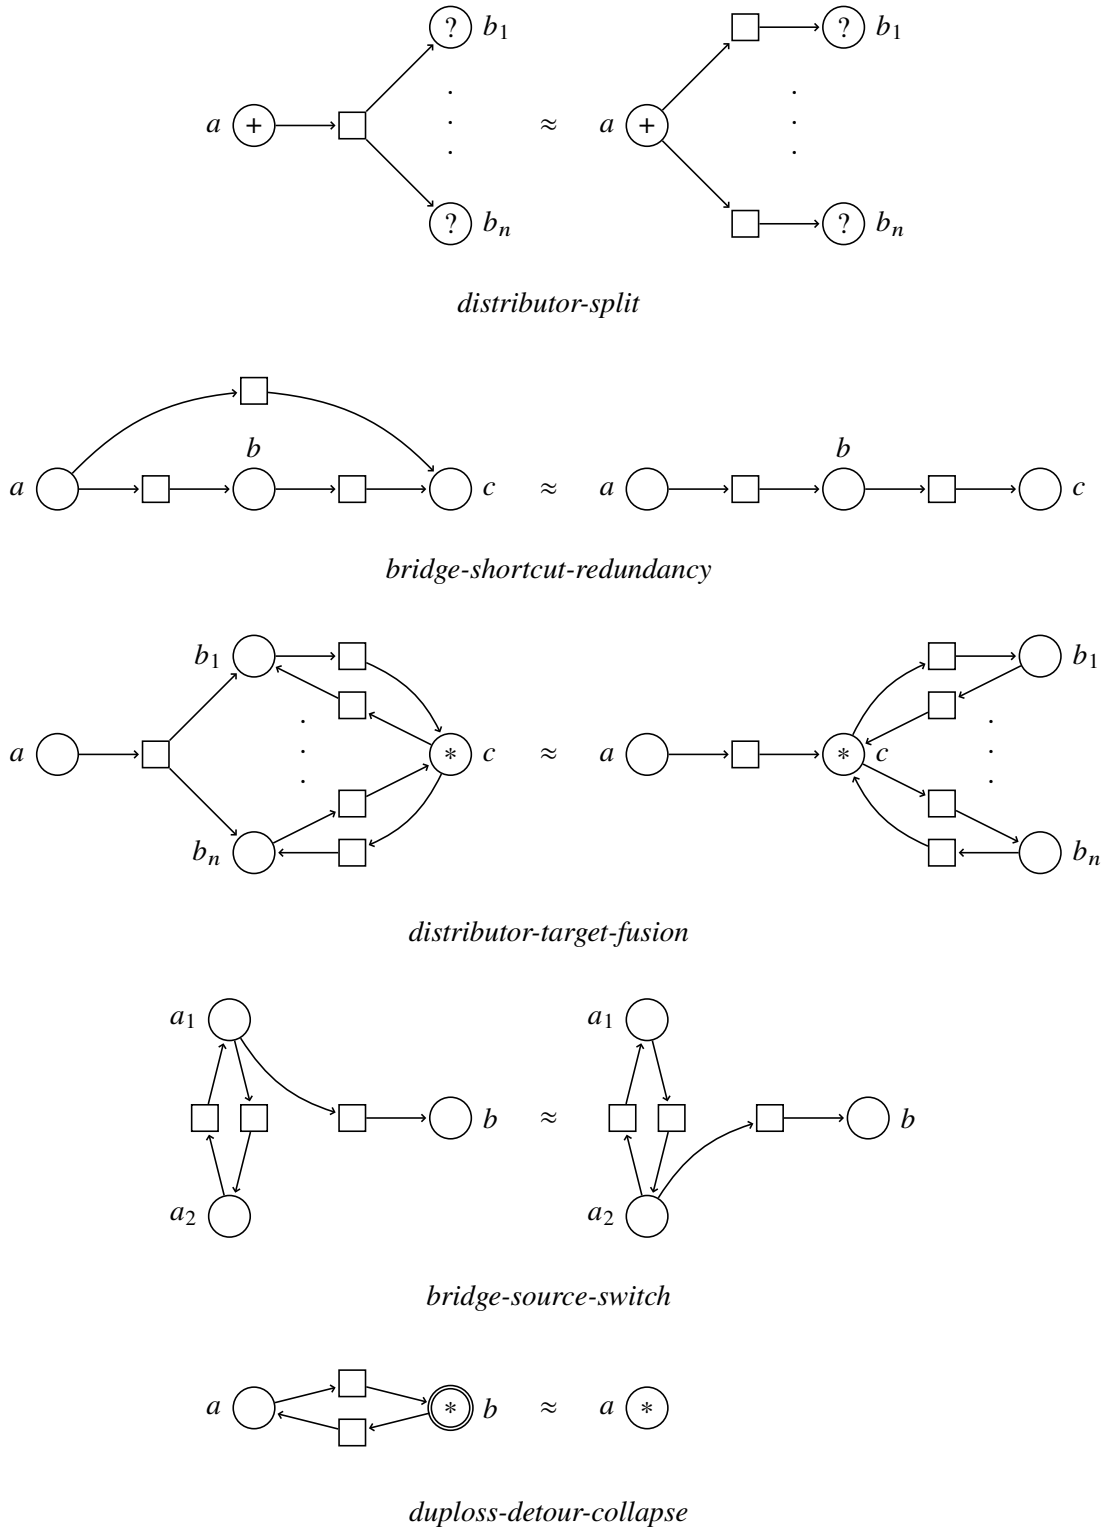 ? b₁ ? b₁
a + ≈ a +
? bₙ ? bₙ
distributor-split
b b
a c ≈ a c
bridge-shortcut-redundancy
b₁ b₁
a * c ≈ a * c
bₙ bₙ
distributor-target-fusion
a₁ a₁
b ≈ b
a₂ a₂
bridge-source-switch
a * b ≈ a *
duploss-detour-collapse